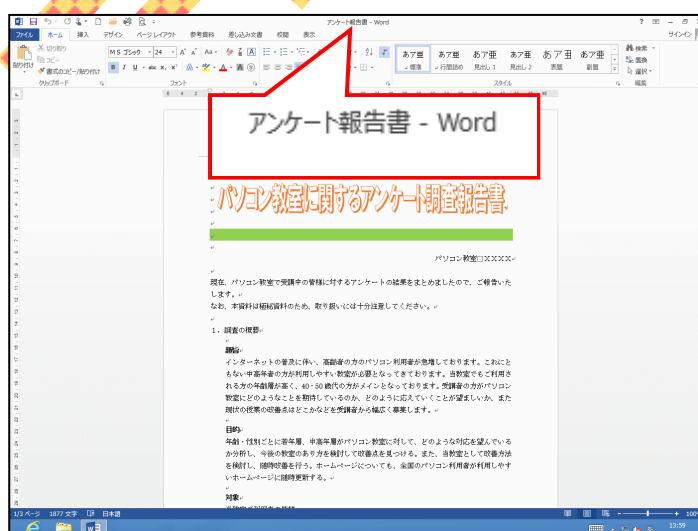 アンケート報告書 - Word
サインイン
ファイル ホーム 挿入 デザイン ページ レイアウト 参考資料 差し込み文書 校閲 表示
切り取り
コピー
書式のコピー/貼り付け
貼り付け
MS ゴシック 24
あア亜 あア亜 あア亜 あア亜 あア亜 あア亜
標準 行間詰め 見出し 1 見出し 2 表題 副題
検索
置換
選択
クリップボード フォント スタイル 編集
アンケート報告書 - Word
パソコン教室に関するアンケート調査報告書
パソコン教室□XXXX
現在、パソコン教室で受講中の皆様に対するアンケートの結果をまとめましたので、ご報告いた
します。
なお、本資料は極秘資料のため、取り扱いには十分注意してください。
1.調査の概要
趣旨
インターネットの普及に伴い、高齢者の方のパソコン利用者が急増しております。これにと
もない中高年者の方が利用しやすい教室が必要となってきております。当教室でもご利用さ
れる方の年齢層が高く、40・50歳代の方がメインとなっております。受講者の方がパソコン
教室にどのようなことを期待しているのか、どのように応えていくことが望ましいか、また
現状の授業の改善点はどこかなどを受講者から幅広く募集します。
目的
年齢・性別ごとに若年層、中高年層がパソコン教室に対して、どのような対応を望んでいる
か分析し、今後の教室のあり方を検討して改善点を見つける。また、当教室として改善方法
を検討し、随時改善を行う。ホームページについても、全国のパソコン利用者が利用しやす
いホームページに随時更新する。
対象
1/3 ページ 1877 文字 日本語
100
13:59